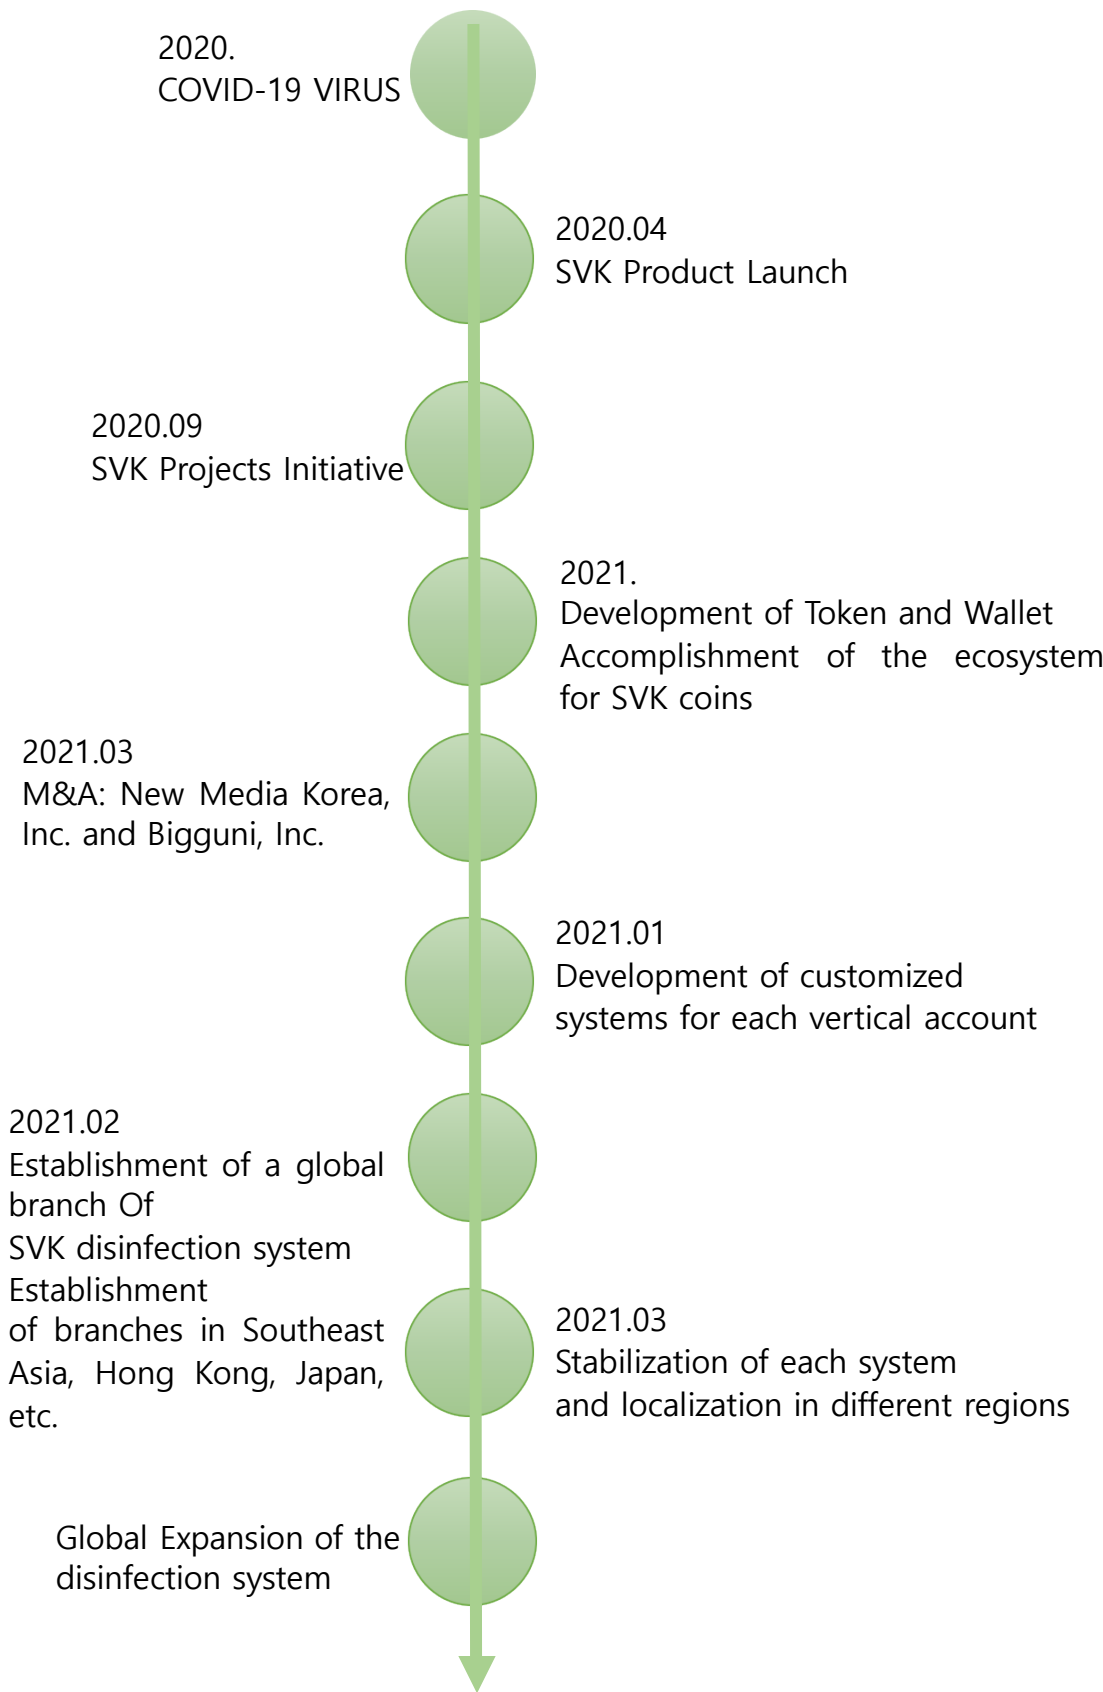 2020.
COVID-19 VIRUS
2020.04
SVK Product Launch
2020.09
SVK Projects Initiative
2021.
Development of Token and Wallet
Accomplishment of the ecosystem
for SVK coins
2021.03
M&A: New Media Korea,
Inc. and Bigguni, Inc.
2021.01
Development of customized
systems for each vertical account
2021.02
Establishment of a global
branch Of
SVK disinfection system
Establishment
of branches in Southeast
Asia, Hong Kong, Japan,
etc.
2021.03
Stabilization of each system
and localization in different regions
Global Expansion of the
disinfection system